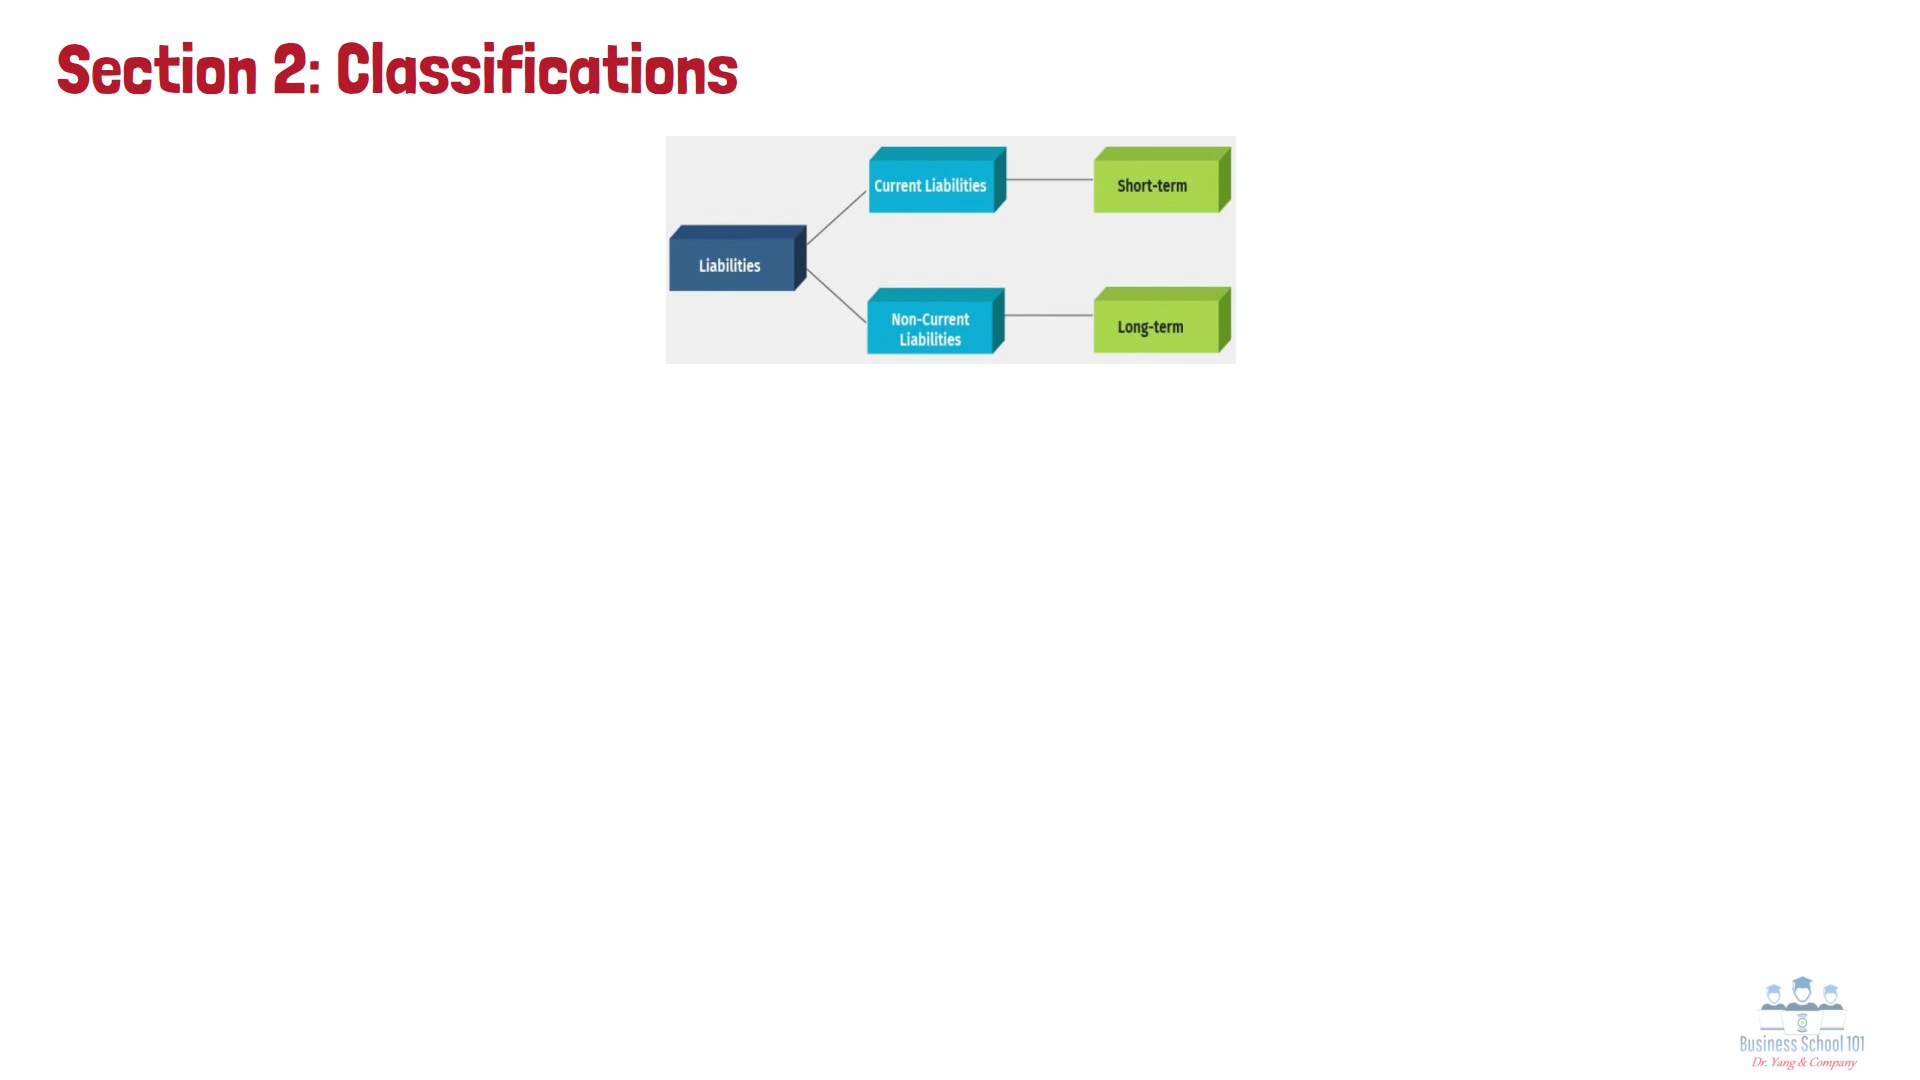 Section 2: Classifications
Current Liabilities
Short-term
Liabilities
Non-Current
Liabilities
Long-term
Business School 101
Dr. Yang & Company